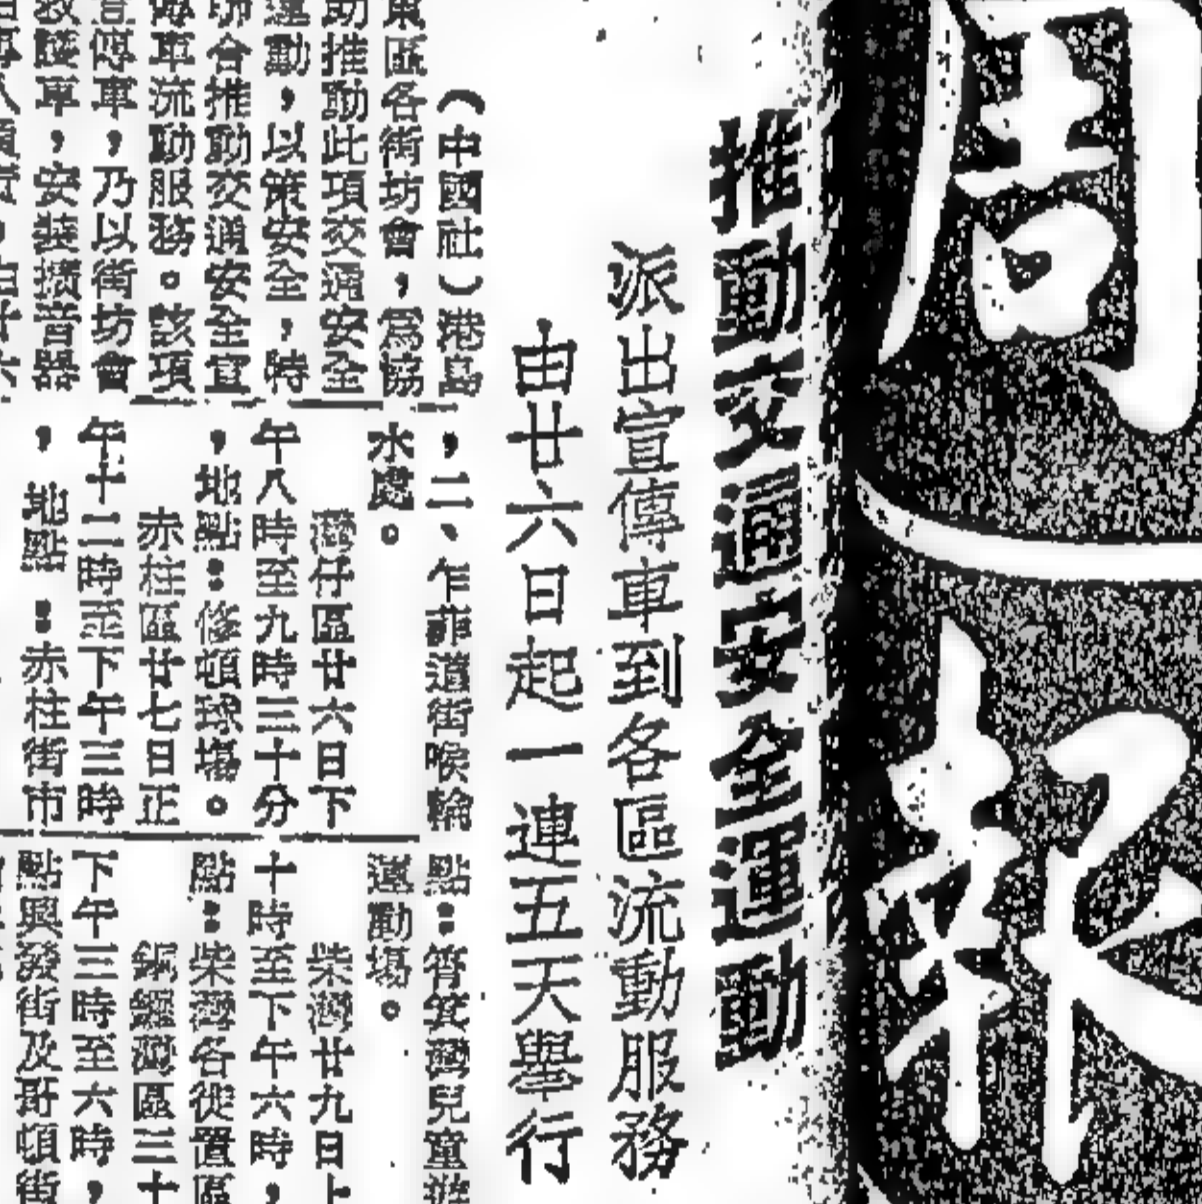 周報
推動交通安全運動
派出宣傳車到各區流動服務
由廿六日起一連五天舉行
（中國社）港島
東區各街坊會，爲協
助推動此項交通安全
運動，以策安全，時
功合推動交通安全宣
傳車流動服務。該項
宣傳車，乃以街坊會
救護車，安裝擴音器
，二、乍菲道街喉輪
水處。
灣仔區廿六日下
午八時至九時三十分
，地點：修頓球場。
赤柱區廿七日正
午十二時至下午三時
，地點：赤柱街市
點：筲箕灣兒童遊
運動場。
柴灣廿九日上
十時至下午六時，
點：柴灣各徙置區
銅鑼灣區三十
下午三時至六時，
點興發街及哥頓街